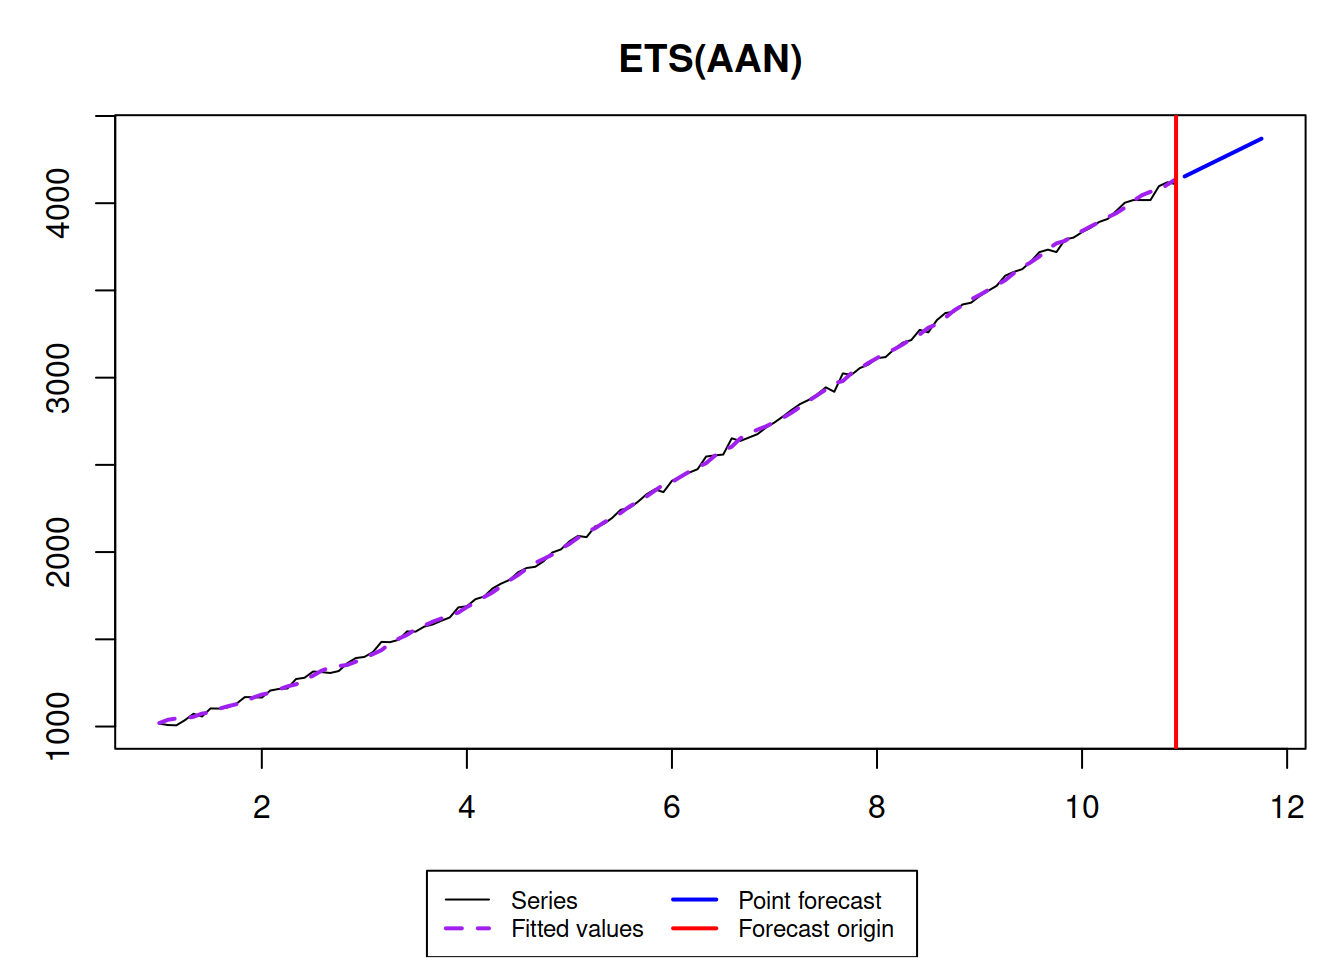 ETS(AAN)
4000
3000
2000
1000
2 4 6 8 10 12
Series Point forecast
Fitted values Forecast origin